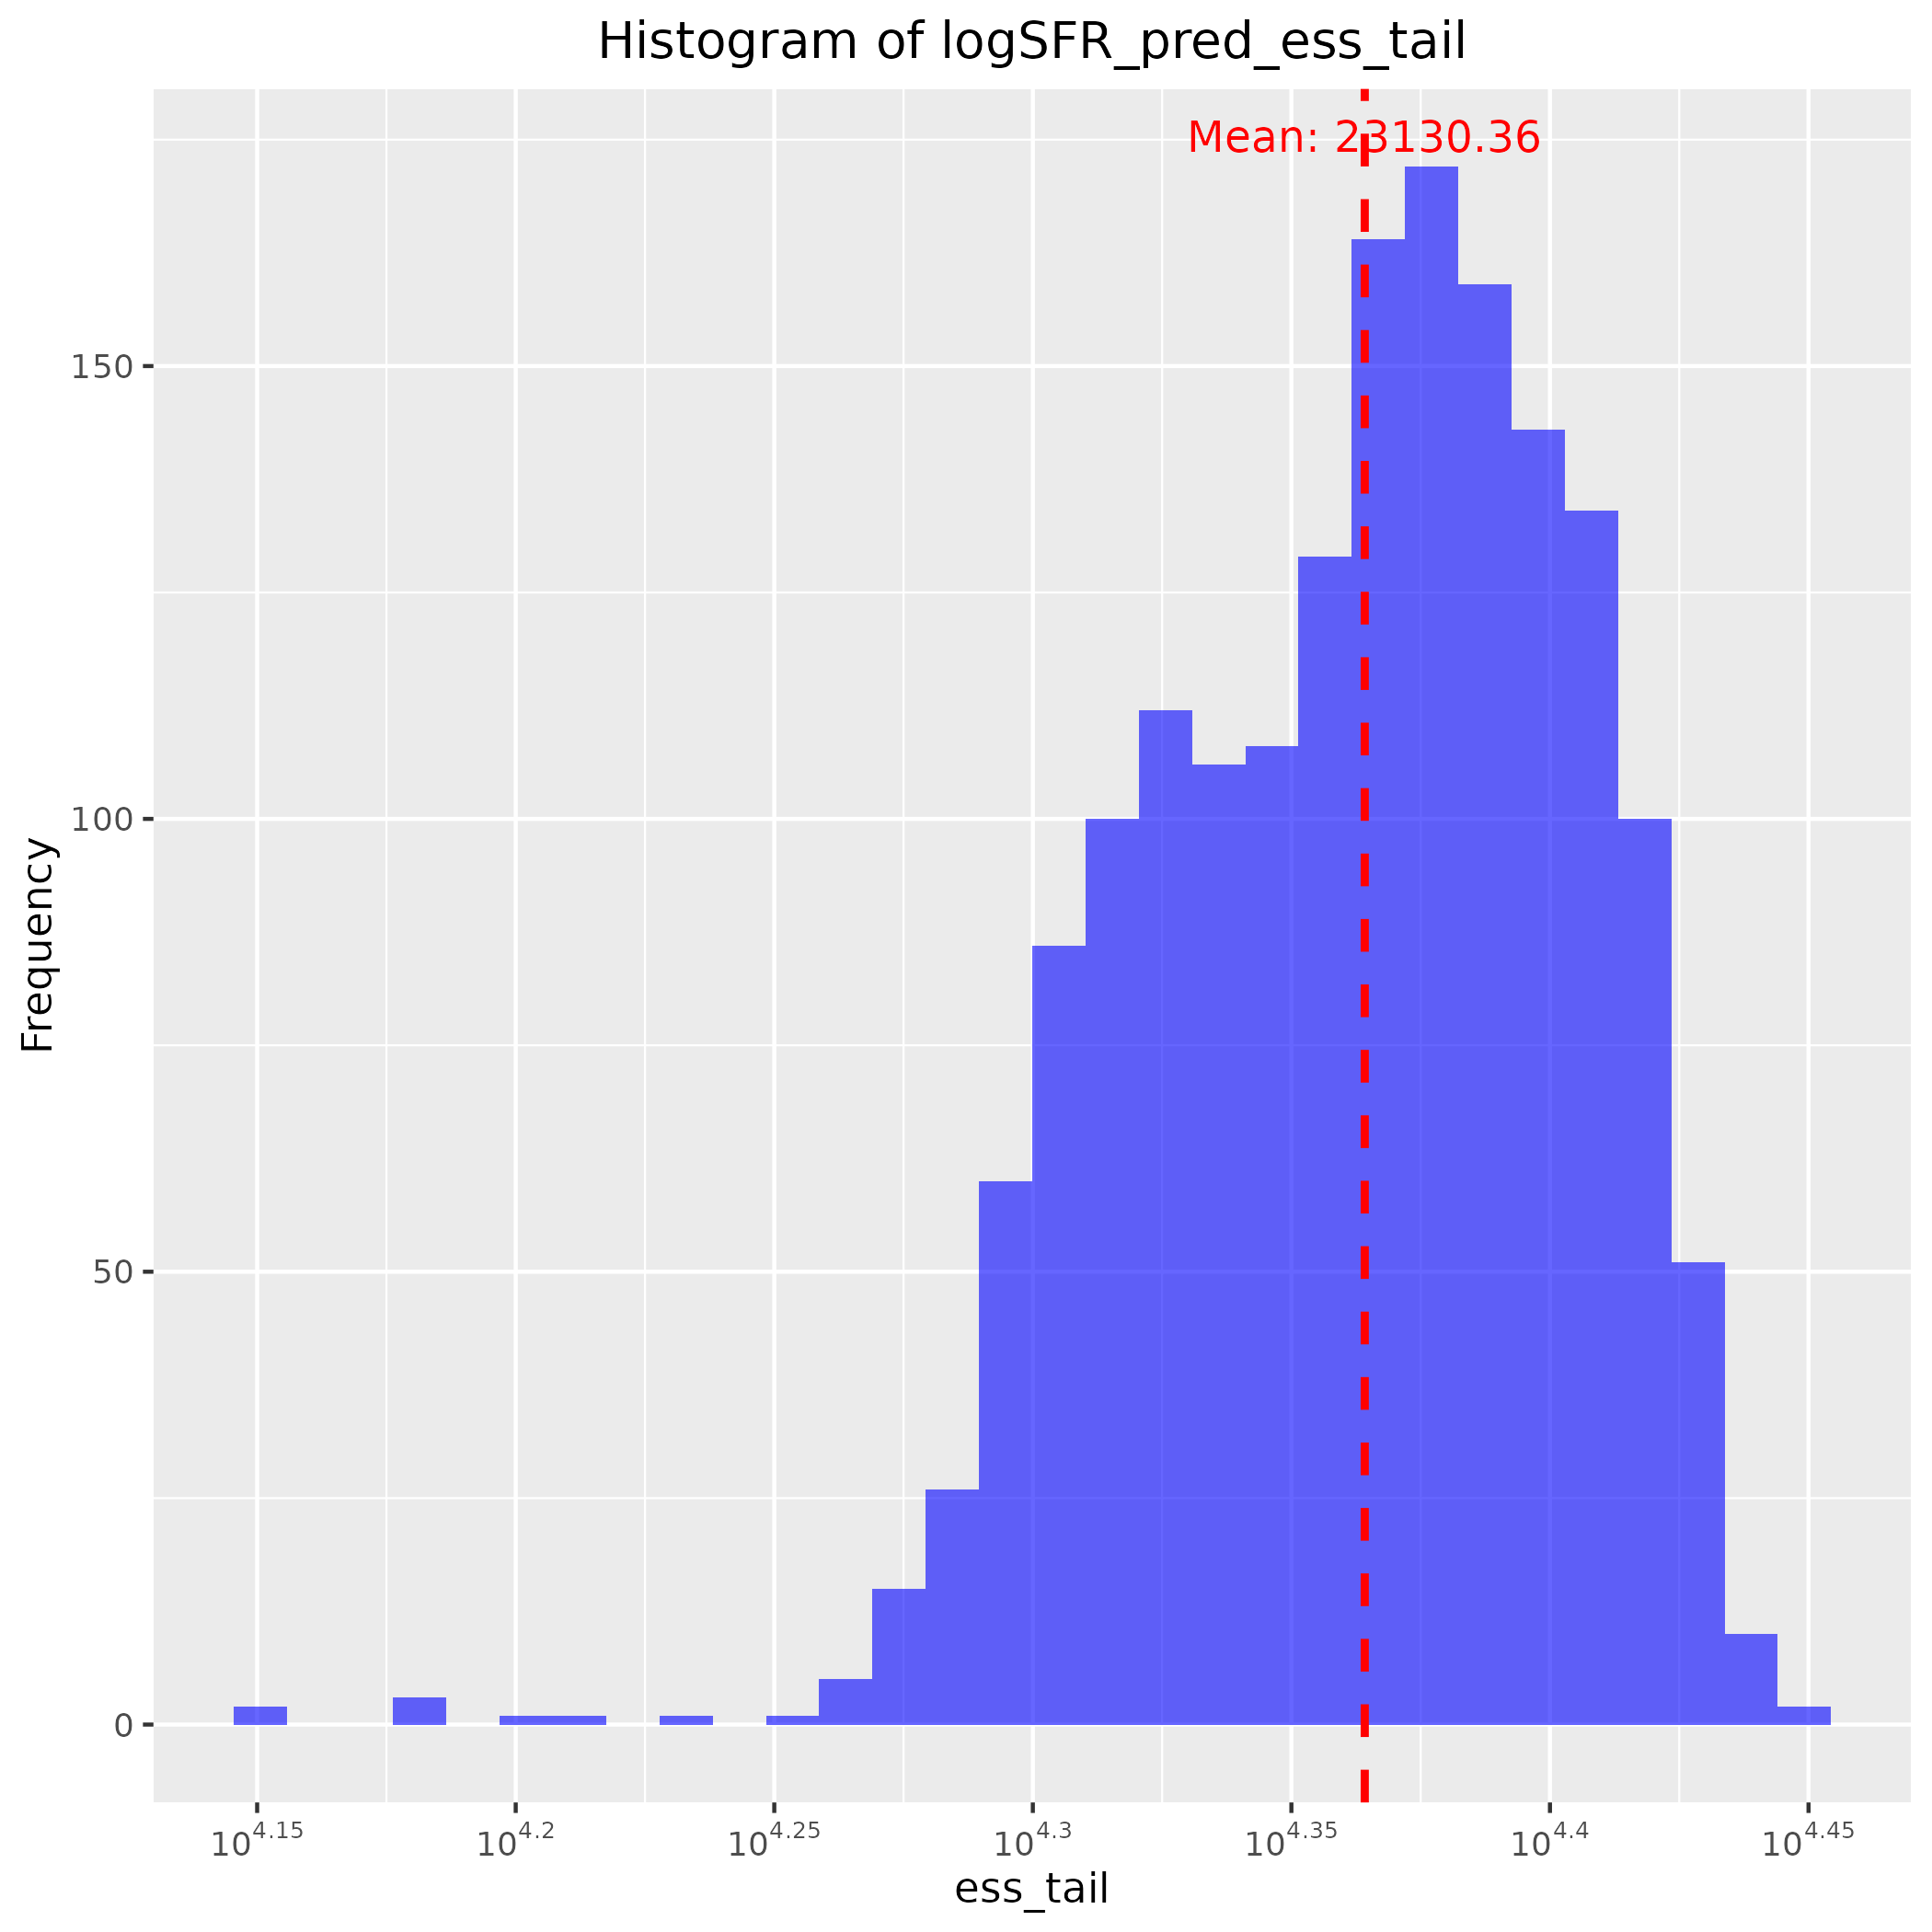 Histogram of logSFR_pred_ess_tail
Mean: 23130.36
Frequency
150
100
50
0
10^4.15 10^4.2 10^4.25 10^4.3 10^4.35 10^4.4 10^4.45
ess_tail